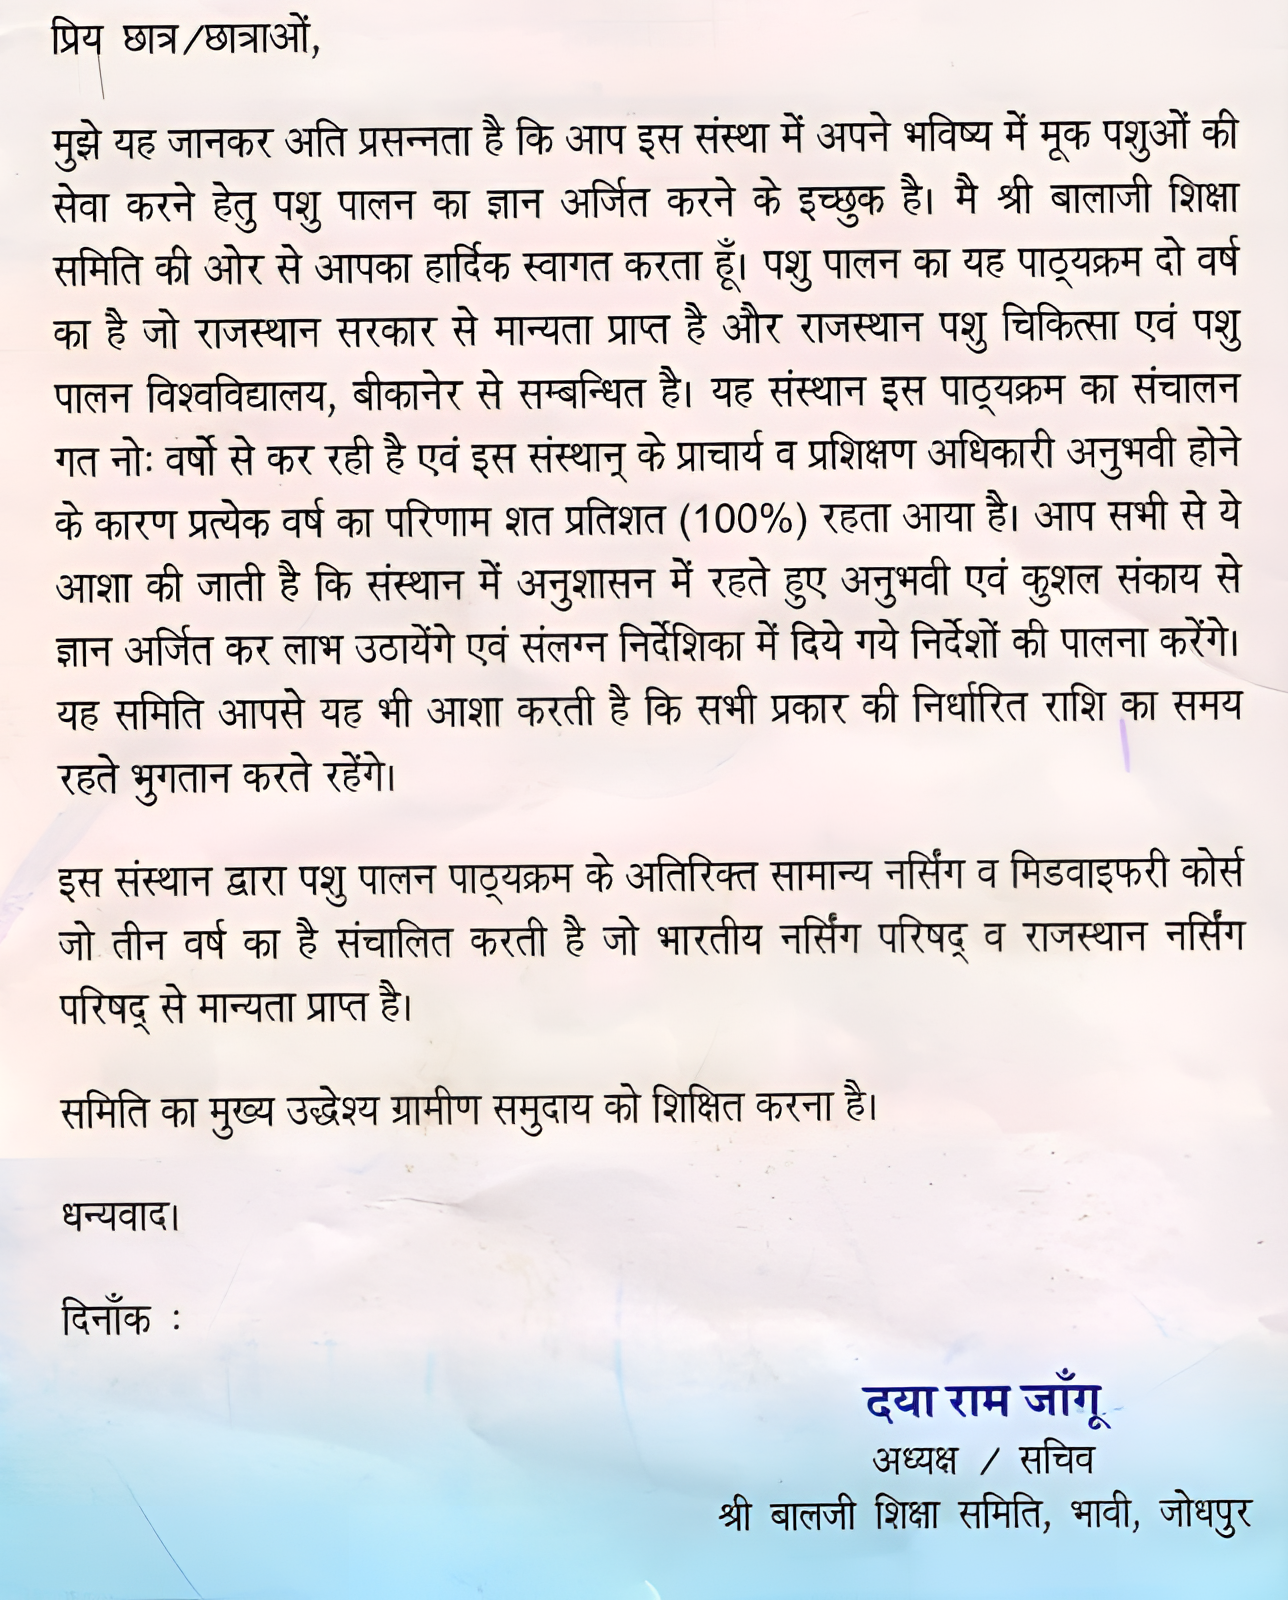 प्रिय छात्र/छात्राओं,
मुझे यह जानकर अति प्रसन्नता है कि आप इस संस्था में अपने भविष्य में मूक पशुओं की
सेवा करने हेतु पशु पालन का ज्ञान अर्जित करने के इच्छुक है। मै श्री बालाजी शिक्षा
समिति की ओर से आपका हार्दिक स्वागत करता हूँ। पशु पालन का यह पाठ्यक्रम दो वर्ष
का है जो राजस्थान सरकार से मान्यता प्राप्त है और राजस्थान पशु चिकित्सा एवं पशु
पालन विश्वविद्यालय, बीकानेर से सम्बन्धित है। यह संस्थान इस पाठ्यक्रम का संचालन
गत नोः वर्षो से कर रही है एवं इस संस्थान् के प्राचार्य व प्रशिक्षण अधिकारी अनुभवी होने
के कारण प्रत्येक वर्ष का परिणाम शत प्रतिशत (100%) रहता आया है। आप सभी से ये
आशा की जाती है कि संस्थान में अनुशासन में रहते हुए अनुभवी एवं कुशल संकाय से
ज्ञान अर्जित कर लाभ उठायेंगे एवं संलग्न निर्देशिका में दिये गये निर्देशों की पालना करेंगे।
यह समिति आपसे यह भी आशा करती है कि सभी प्रकार की निर्धारित राशि का समय
रहते भुगतान करते रहेंगे।
इस संस्थान द्वारा पशु पालन पाठ्यक्रम के अतिरिक्त सामान्य नर्सिंग व मिडवाइफरी कोर्स
जो तीन वर्ष का है संचालित करती है जो भारतीय नर्सिंग परिषद् व राजस्थान नर्सिंग
परिषद् से मान्यता प्राप्त है।
समिति का मुख्य उद्धेश्य ग्रामीण समुदाय को शिक्षित करना है।
धन्यवाद।
दिनाँक :
दया राम जाँगू
अध्यक्ष / सचिव
श्री बालजी शिक्षा समिति, भावी, जोधपुर